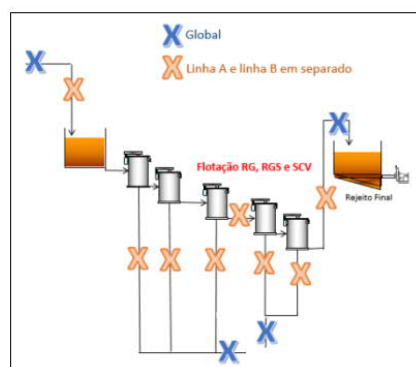 Global
Linha A e linha B em separado
Flotação RG, RGS e SCV
Rejeito Final